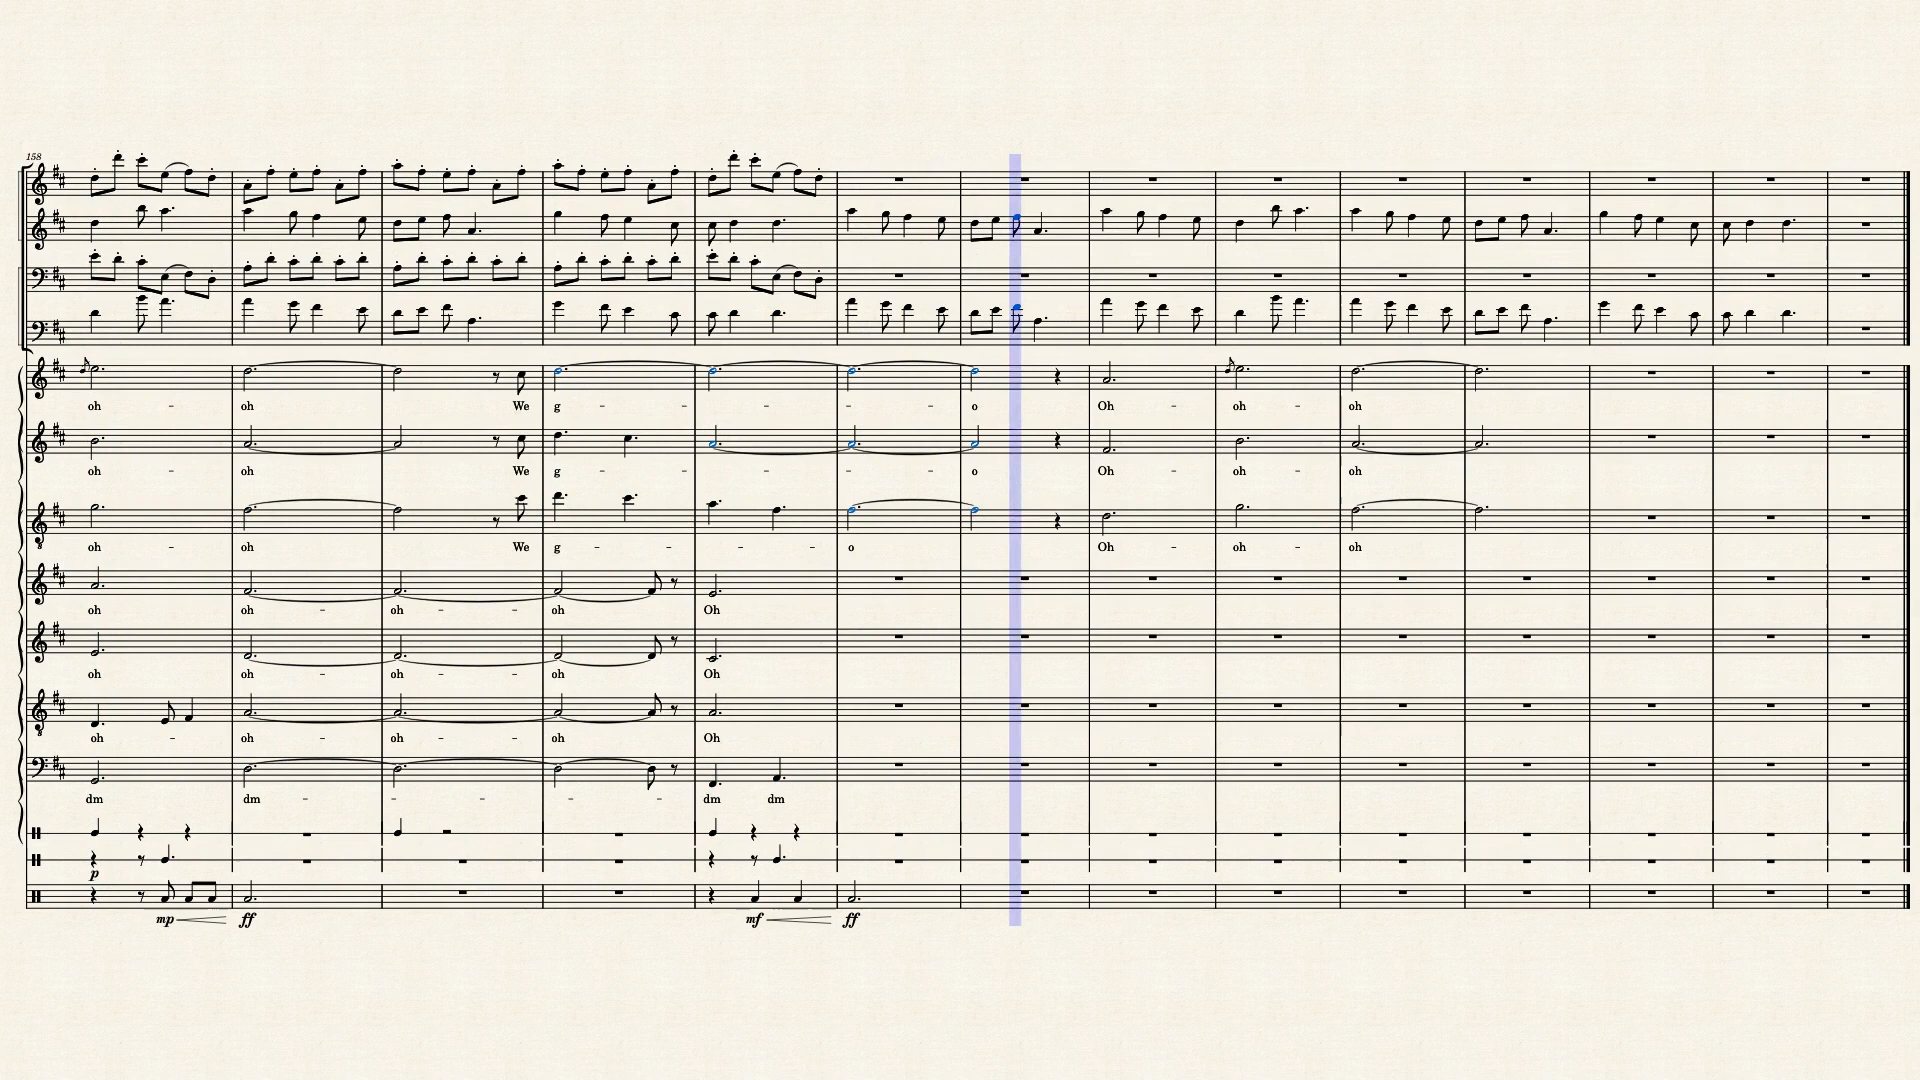 158
oh - oh We g - - - - o Oh - oh - oh
oh - oh We g - - - - o Oh - oh - oh
oh - oh We g - - - o Oh - oh - oh
oh oh - oh - oh Oh
oh oh - oh - oh Oh
oh - oh - oh - oh Oh
dm dm - - - - - dm dm
p
mp ff mf ff